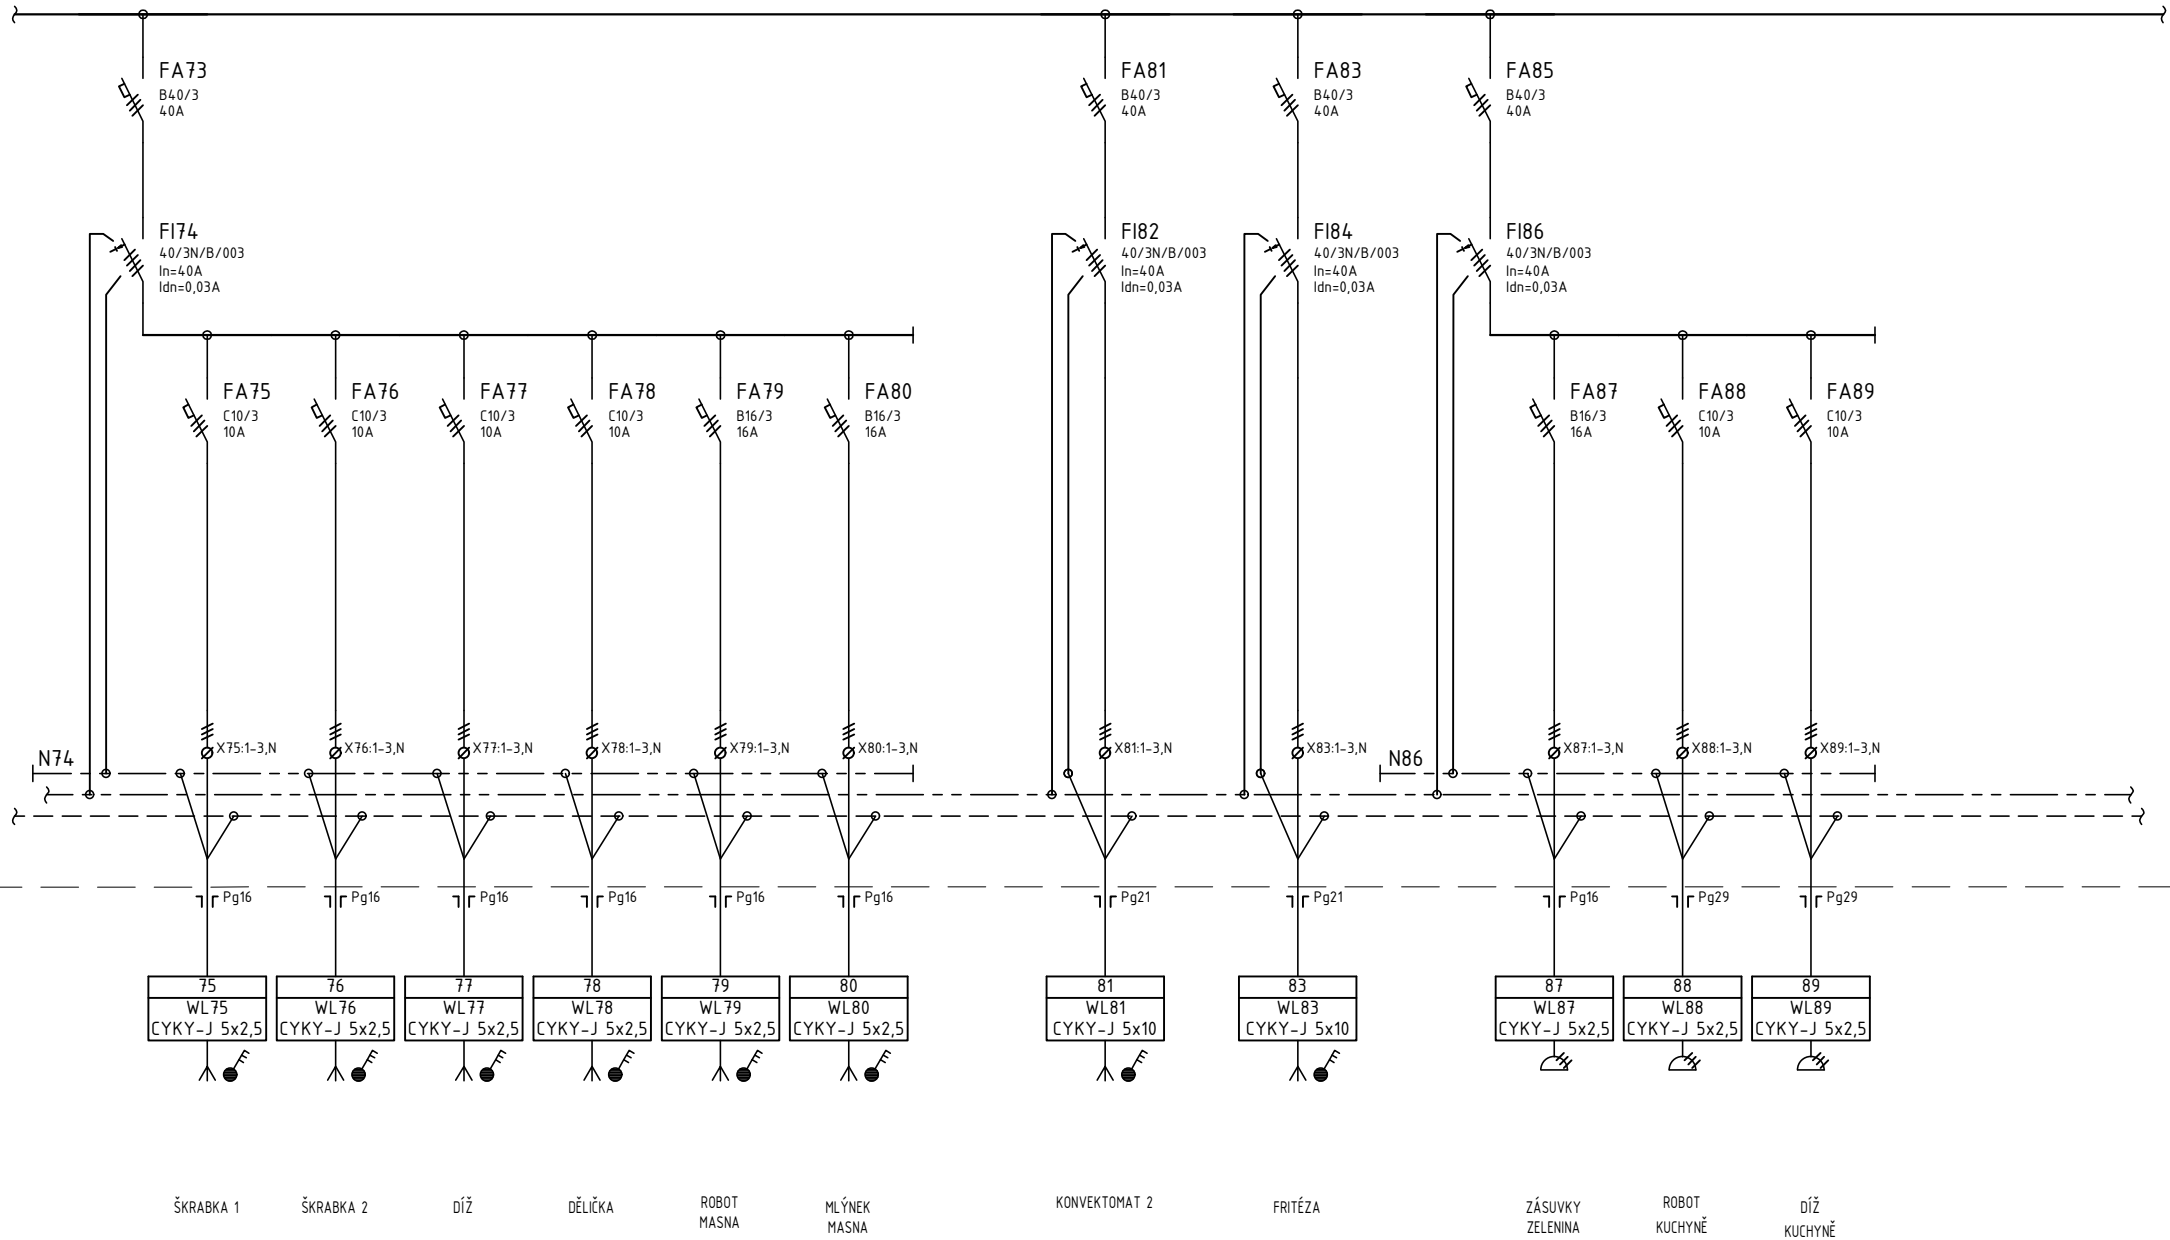 FA73
B40/3
40A
FA81
B40/3
40A
FA83
B40/3
40A
FA85
B40/3
40A
FI74
40/3N/B/003
In=40A
Idn=0,03A
FI82
40/3N/B/003
In=40A
Idn=0,03A
FI84
40/3N/B/003
In=40A
Idn=0,03A
FI86
40/3N/B/003
In=40A
Idn=0,03A
FA75
C10/3
10A
FA76
C10/3
10A
FA77
C10/3
10A
FA78
C10/3
10A
FA79
B16/3
16A
FA80
B16/3
16A
FA87
B16/3
16A
FA88
C10/3
10A
FA89
C10/3
10A
N74
X75:1-3,N
X76:1-3,N
X77:1-3,N
X78:1-3,N
X79:1-3,N
X80:1-3,N
X81:1-3,N
X83:1-3,N
N86
X87:1-3,N
X88:1-3,N
X89:1-3,N
Pg16
Pg16
Pg16
Pg16
Pg16
Pg16
Pg21
Pg21
Pg16
Pg29
Pg29
75
WL75
CYKY-J 5x2,5
76
WL76
CYKY-J 5x2,5
77
WL77
CYKY-J 5x2,5
78
WL78
CYKY-J 5x2,5
79
WL79
CYKY-J 5x2,5
80
WL80
CYKY-J 5x2,5
81
WL81
CYKY-J 5x10
83
WL83
CYKY-J 5x10
87
WL87
CYKY-J 5x2,5
88
WL88
CYKY-J 5x2,5
89
WL89
CYKY-J 5x2,5
ŠKRABKA 1
ŠKRABKA 2
DÍŽ
DĚLIČKA
ROBOT
MASNA
MLÝNEK
MASNA
KONVEKTOMAT 2
FRITÉZA
ZÁSUVKY
ZELENINA
ROBOT
KUCHYNĚ
DÍŽ
KUCHYNĚ